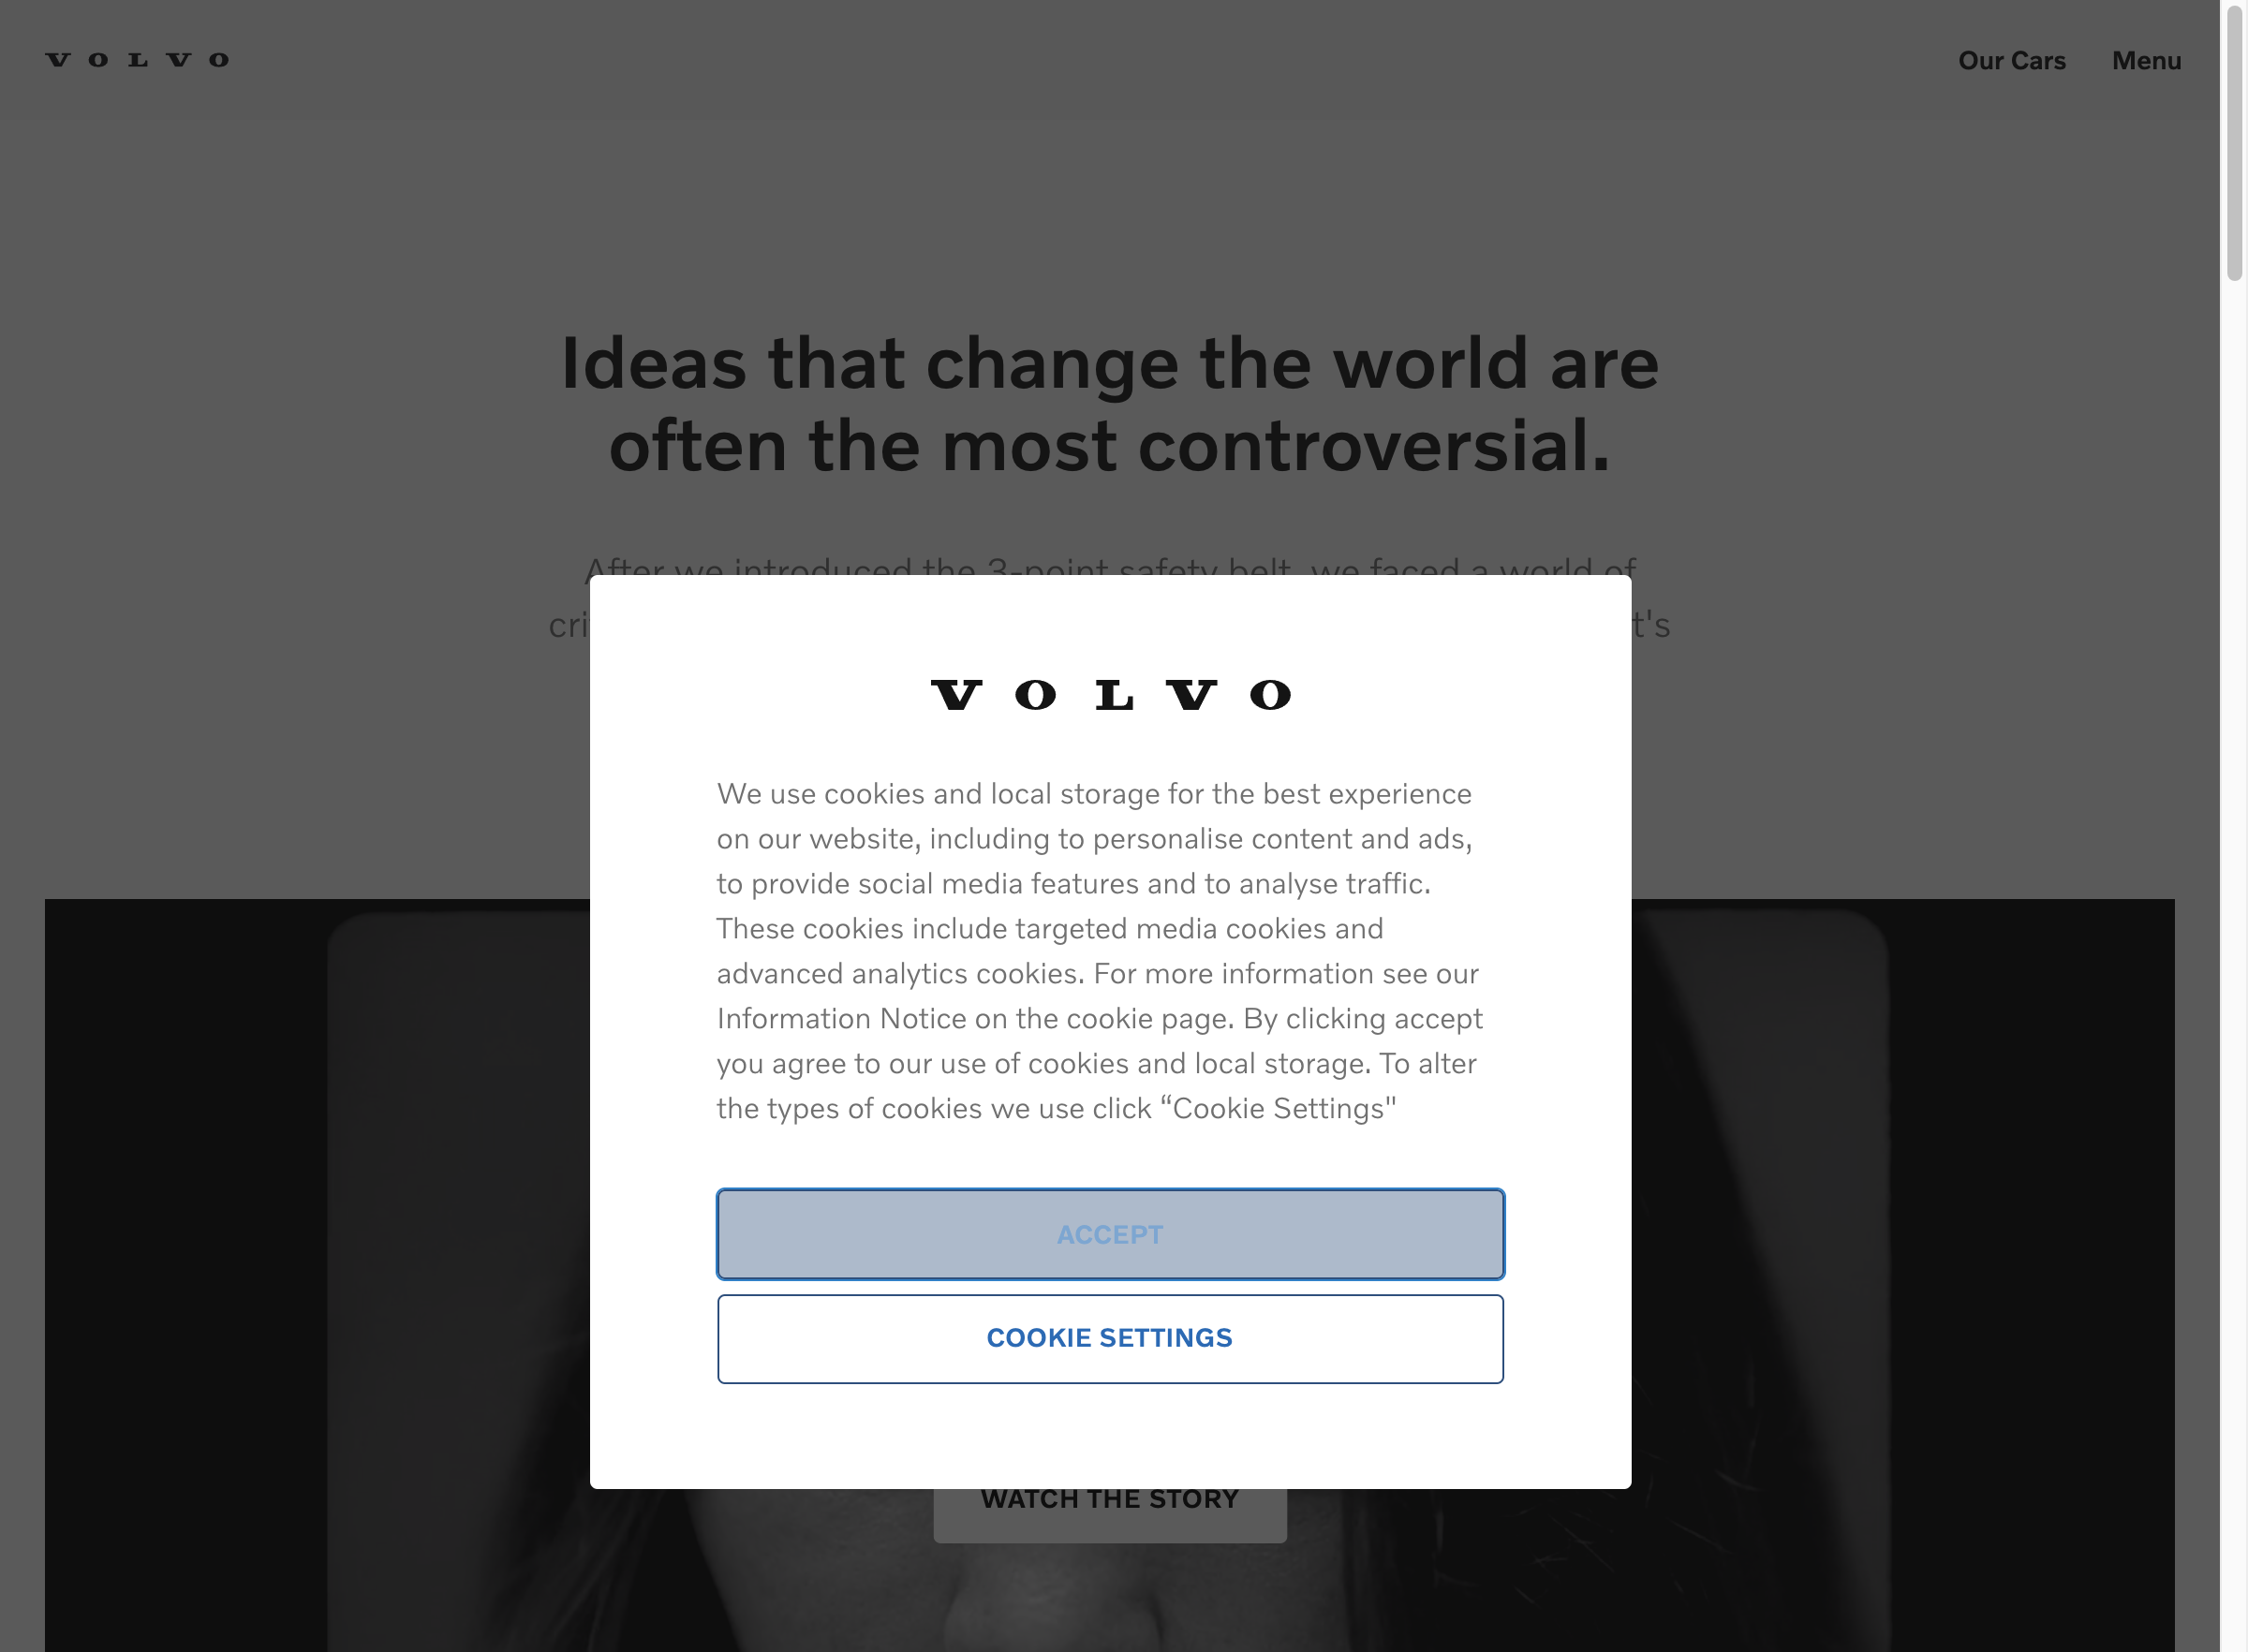 VOLVO
Our Cars
Menu
Ideas that change the world are
often the most controversial.
After we introduced the 3-point safety belt, we faced a world of
VOLVO
We use cookies and local storage for the best experience
on our website, including to personalise content and ads,
to provide social media features and to analyse traffic.
These cookies include targeted media cookies and
advanced analytics cookies. For more information see our
Information Notice on the cookie page. By clicking accept
you agree to our use of cookies and local storage. To alter
the types of cookies we use click “Cookie Settings"
ACCEPT
COOKIE SETTINGS
WATCH THE STORY